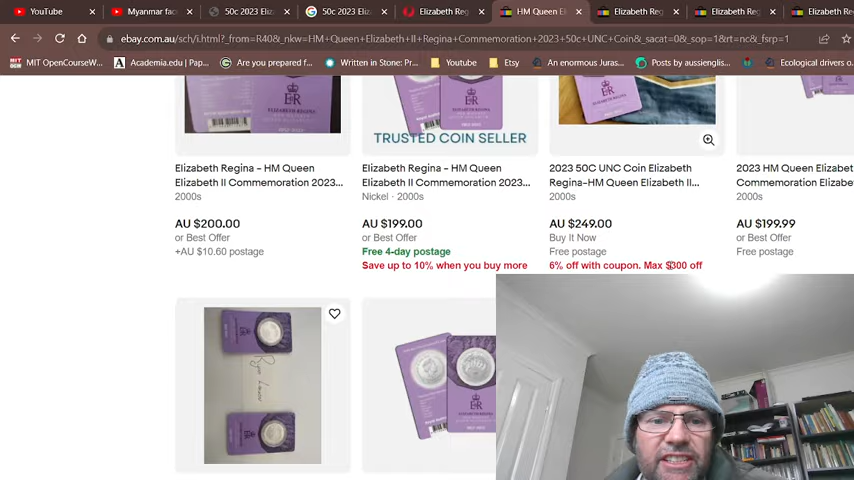 YouTube
Myanmar fac
50c 2023 Eliz
50c 2023 Eliz
Elizabeth Reg
HM Queen El
Elizabeth Reg
Elizabeth Reg
Elizabeth R
ebay.com.au/sch/i.html?_from=R40&_nkw=HM+Queen+Elizabeth+II+Regina+Commemoration+2023+50c+UNC+Coin&_sacat=0&_sop=1&rt=nc&_fsrp=1
MIT OpenCourseW...
Academia.edu | Pap...
Are you prepared f...
Written in Stone: Pr...
Youtube
Etsy
An enormous Juras...
Posts by aussienglis...
Ecological drivers o...
E R
ELIZABETH REGINA
TRUSTED COIN SELLER
Elizabeth Regina – HM Queen
Elizabeth II Commemoration 2023...
2000s
AU $200.00
or Best Offer
+AU $10.60 postage
Elizabeth Regina – HM Queen
Elizabeth II Commemoration 2023...
Nickel · 2000s
AU $199.00
or Best Offer
Free 4-day postage
Save up to 10% when you buy more
2023 50C UNC Coin Elizabeth
Regina–HM Queen Elizabeth II...
2000s
AU $249.00
Buy It Now
Free postage
6% off with coupon. Max $300 off
2023 HM Queen Elizabet
Commemoration Elizabe
2000s
AU $199.99
or Best Offer
Free postage
E R